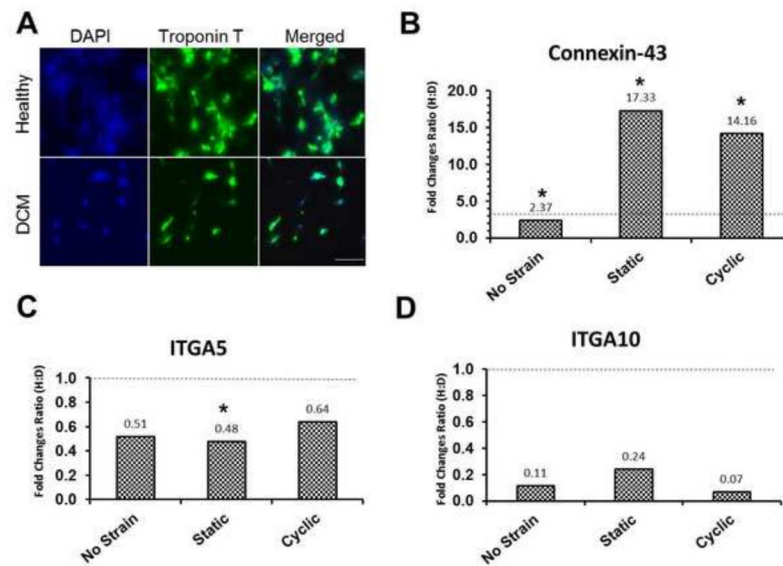 A
DAPI
Troponin T
Merged
Healthy
DCM
B
Connexin-43
Fold Changes Ratio (H:D)
20.0
15.0
10.0
5.0
0.0
*
2.37
*
17.33
*
14.16
No Strain
Static
Cyclic
C
ITGA5
Fold Changes Ratio (H:D)
1.0
0.8
0.6
0.4
0.2
0.0
0.51
*
0.48
0.64
No Strain
Static
Cyclic
D
ITGA10
Fold Changes Ratio (H:D)
1.0
0.8
0.6
0.4
0.2
0.0
0.11
0.24
0.07
No Strain
Static
Cyclic